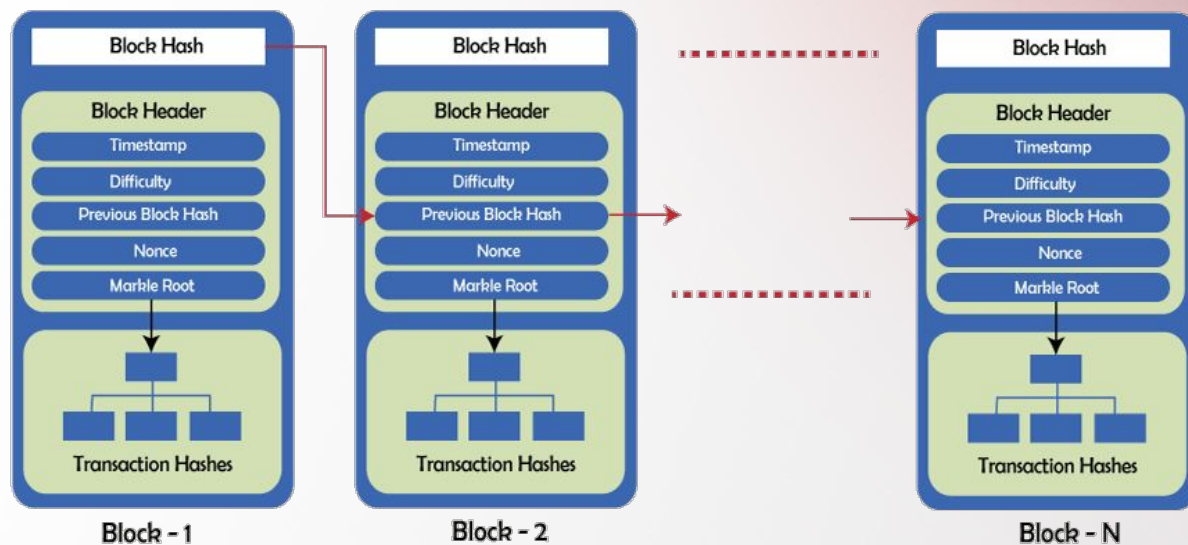 Block Hash
Block Header
Timestamp
Difficulty
Previous Block Hash
Nonce
Markle Root
Transaction Hashes
Block - 1
Block Hash
Block Header
Timestamp
Difficulty
Previous Block Hash
Nonce
Markle Root
Transaction Hashes
Block - 2
Block Hash
Block Header
Timestamp
Difficulty
Previous Block Hash
Nonce
Markle Root
Transaction Hashes
Block - N